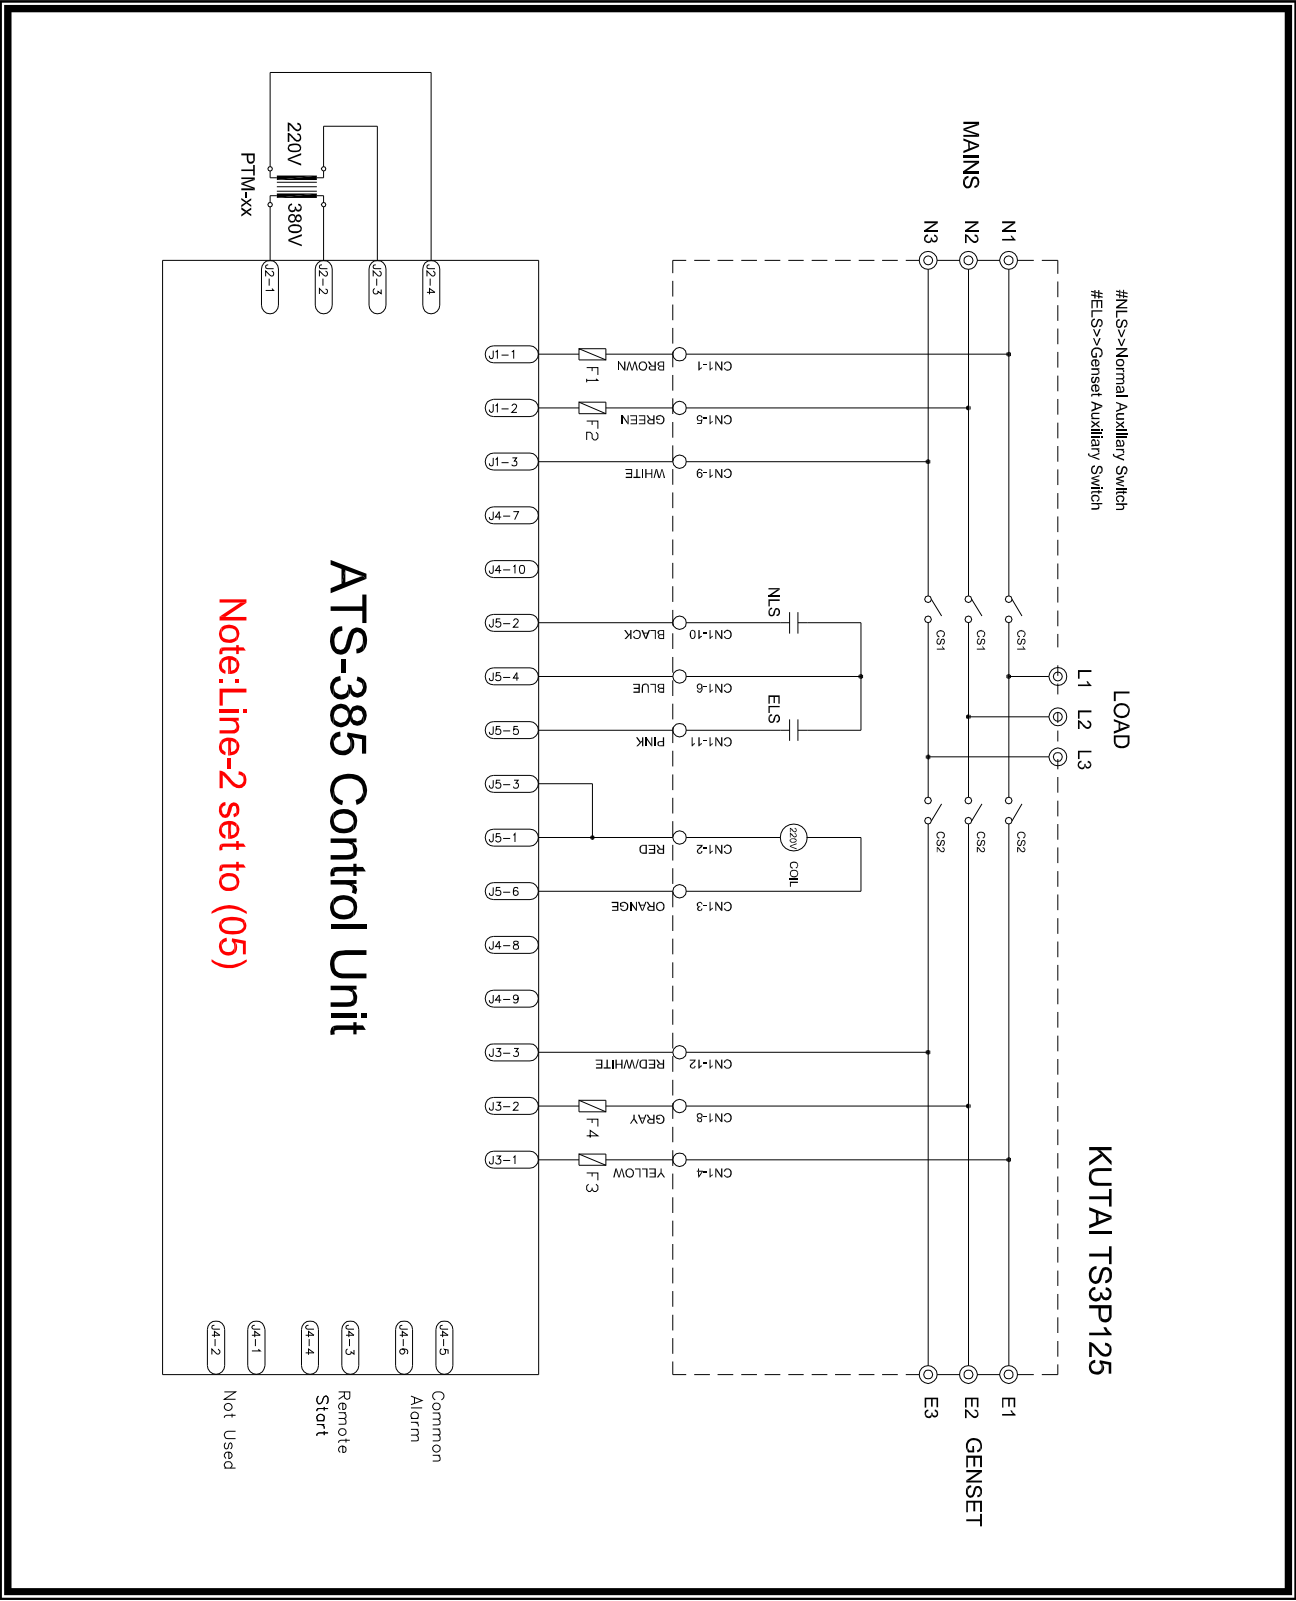 #NLS>>Normal Auxiliary Switch
#ELS>>Genset Auxiliary Switch
KUTAI TS3P125
LOAD
L1
L2
L3
MAINS
N1
N2
N3
CS1
CS1
CS1
CS2
CS2
CS2
E1
E2
E3
GENSET
NLS
ELS
220V
COIL
CN1-1
CN1-5
CN1-9
CN1-10
CN1-6
CN1-11
CN1-2
CN1-3
CN1-12
CN1-8
CN1-4
BROWN
GREEN
WHITE
BLACK
BLUE
PINK
RED
ORANGE
RED/WHITE
GRAY
YELLOW
F1
F2
F4
F3
J1-1
J1-2
J1-3
J4-7
J4-10
J5-2
J5-4
J5-5
J5-3
J5-1
J5-6
J4-8
J4-9
J3-3
J3-2
J3-1
J2-4
J2-3
J2-2
J2-1
220V
380V
PTM-xx
ATS-385 Control Unit
Note:Line-2 set to (05)
J4-5
J4-6
J4-3
J4-4
J4-1
J4-2
Common
Alarm
Remote
Start
Not Used